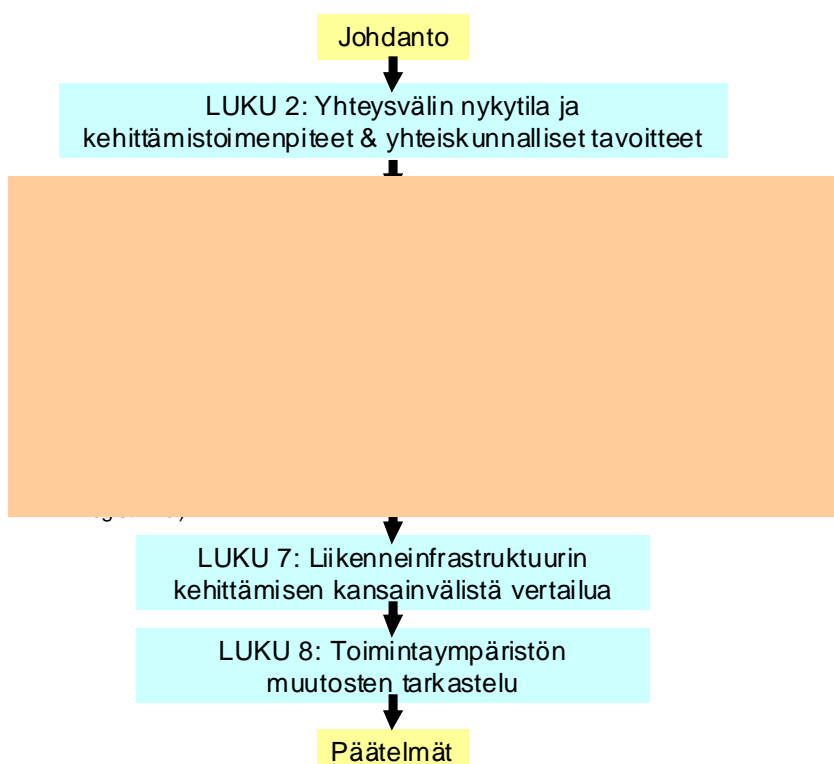 Johdanto
LUKU 2: Yhteysvälin nykytila ja
kehittämistoimenpiteet & yhteiskunnalliset tavoitteet
LUKU 7: Liikenneinfrastruktuurin
kehittämisen kansainvälistä vertailua
LUKU 8: Toimintaympäristön
muutosten tarkastelu
Päätelmät